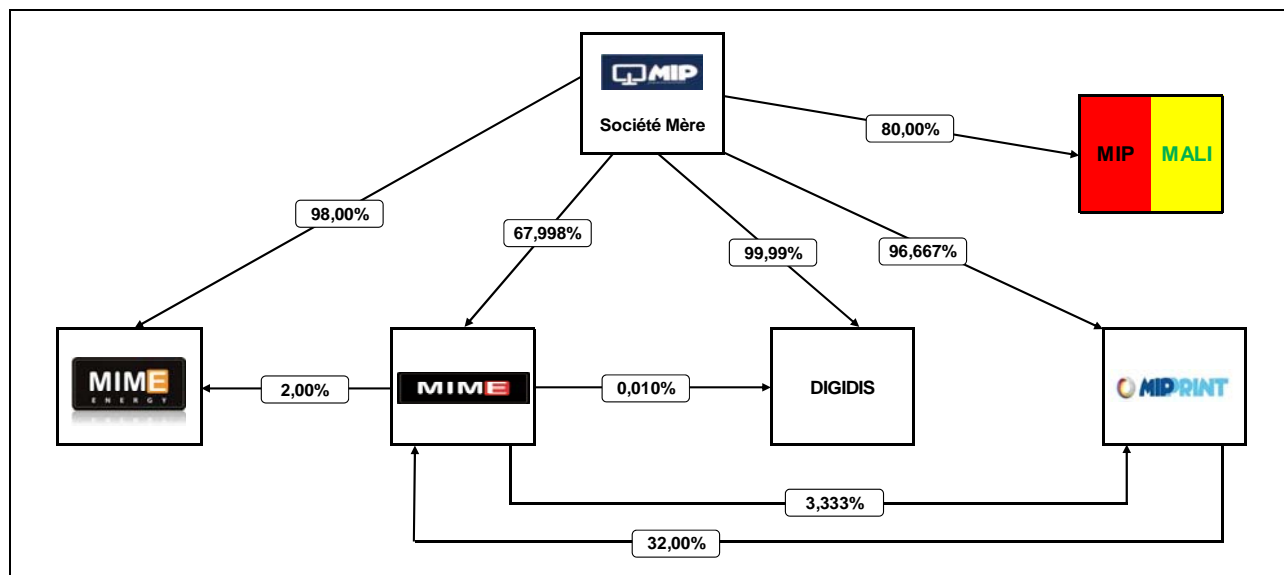 MIP
Société Mère
80,00%
MIP MALI
98,00%
67,998%
99,99%
96,667%
MIME
ENERGY
2,00%
MIME
0,010%
DIGIDIS
MIPRINT
3,333%
32,00%